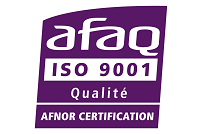 afaq
ISO 9001
Qualité
AFNOR CERTIFICATION